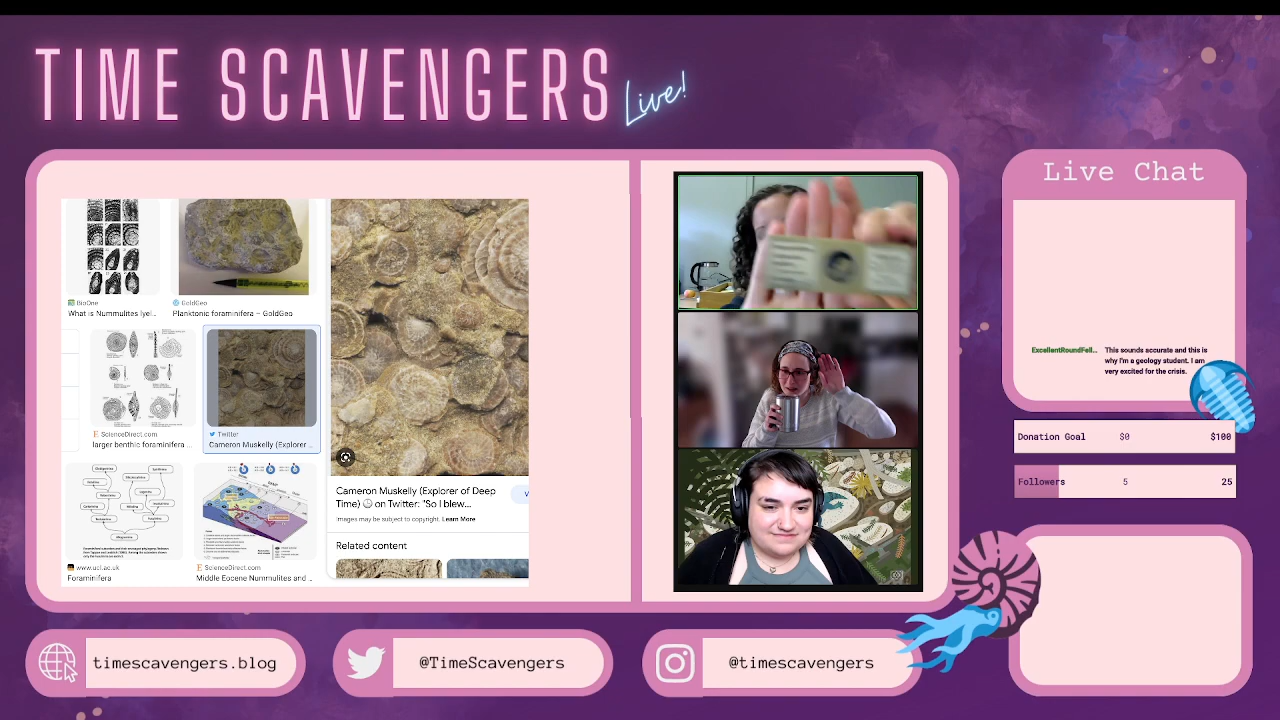 TIME SCAVENGERS
Live!
BioOne
What is Nummulites lyel..
GoldGeo
Planktonic foraminifera – GoldGeo
ScienceDirect.com
larger benthic foraminifera ...
Twitter
Cameron Muskelly (Explorer ...
www.ucl.ac.uk
Foraminifera
ScienceDirect.com
Middle Eocene Nummulites and ..
Cameron Muskelly (Explorer of Deep
Time) on Twitter: "So I blew...
Images may be subject to copyright. Learn More
Related content
Live Chat
ExcellentRoundFell... This sounds accurate and this is
why I'm a geology student. I am
very excited for the crisis.
Donation Goal $0 $100
Followers 5 25
timescavengers.blog
@TimeScavengers
@timescavengers